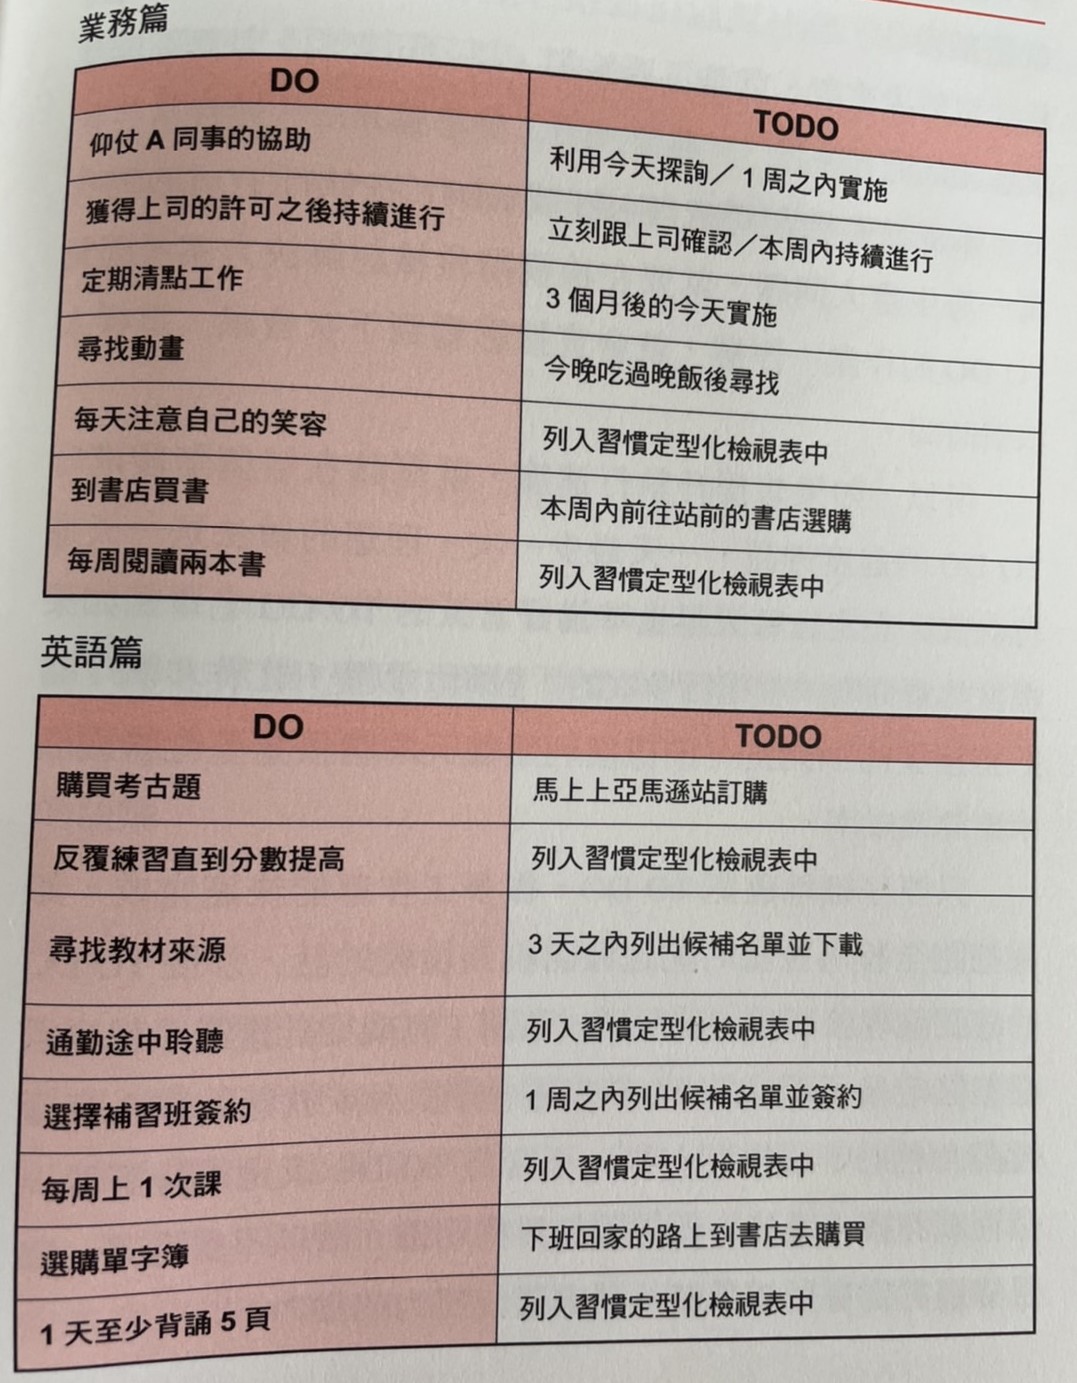 業務篇
DO
TODO
仰仗 A 同事的協助
利用今天探詢／1 周之內實施
獲得上司的許可之後持續進行
立刻跟上司確認／本周內持續進行
定期清點工作
3 個月後的今天實施
尋找動畫
今晚吃過晚飯後尋找
每天注意自己的笑容
列入習慣定型化檢視表中
到書店買書
本周內前往站前的書店選購
每周閱讀兩本書
列入習慣定型化檢視表中
英語篇
DO
TODO
購買考古題
馬上上亞馬遜站訂購
反覆練習直到分數提高
列入習慣定型化檢視表中
尋找教材來源
3 天之內列出候補名單並下載
通勤途中聆聽
列入習慣定型化檢視表中
選擇補習班簽約
1 周之內列出候補名單並簽約
每周上 1 次課
列入習慣定型化檢視表中
選購單字簿
下班回家的路上到書店去購買
1 天至少背誦 5 頁
列入習慣定型化檢視表中